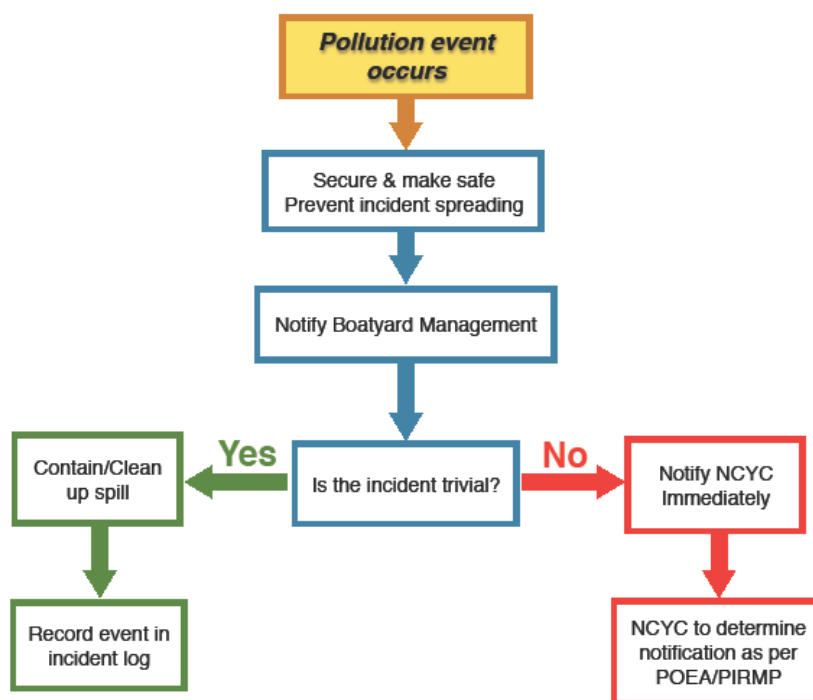 Pollution event
occurs
Secure & make safe
Prevent incident spreading
Notify Boatyard Management
Is the incident trivial?
Yes
Contain/Clean
up spill
Record event in
incident log
No
Notify NCYC
Immediately
NCYC to determine
notification as per
POEA/PIRMP